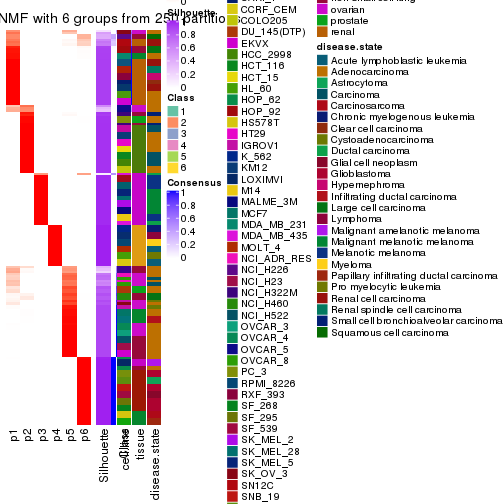 NMF with 6 groups from 250 partitions
Silhouette
0
0.8
0.6
0.4
0.2
0
Class
1
2
3
4
5
6
Consensus
1
0.8
0.6
0.4
0.2
0
p1
p2
p3
p4
p5
p6
Silhouette
tissue
disease.state
CCRF_CEM
COLO205
DU_145(DTP)
EKVX
HCC_2998
HCT_116
HCT_15
HL_60
HOP_62
HOP_92
HS578T
HT29
IGROV1
K_562
KM12
LOXIMVI
M14
MALME_3M
MCF7
MDA_MB_231
MDA_MB_435
MOLT_4
NCI_ADR_RES
NCI_H226
NCI_H23
NCI_H322M
NCI_H460
NCI_H522
OVCAR_3
OVCAR_4
OVCAR_5
OVCAR_8
PC_3
RPMI_8226
RXF_393
SF_268
SF_295
SF_539
SK_MEL_2
SK_MEL_28
SK_MEL_5
SK_OV_3
SN12C
SNB_19
ovarian
prostate
renal
disease.state
Acute lymphoblastic leukemia
Adenocarcinoma
Astrocytoma
Carcinoma
Carcinosarcoma
Chronic myelogenous leukemia
Clear cell carcinoma
Cystoadenocarcinoma
Ductal carcinoma
Glial cell neoplasm
Glioblastoma
Hypernephroma
Infiltrating ductal carcinoma
Large cell carcinoma
Lymphoma
Malignant amelanotic melanoma
Malignant melanotic melanoma
Melanotic melanoma
Myeloma
Papillary infiltrating ductal carcinoma
Pro myelocytic leukemia
Renal cell carcinoma
Renal spindle cell carcinoma
Small cell bronchioalveolar carcinoma
Squamous cell carcinoma